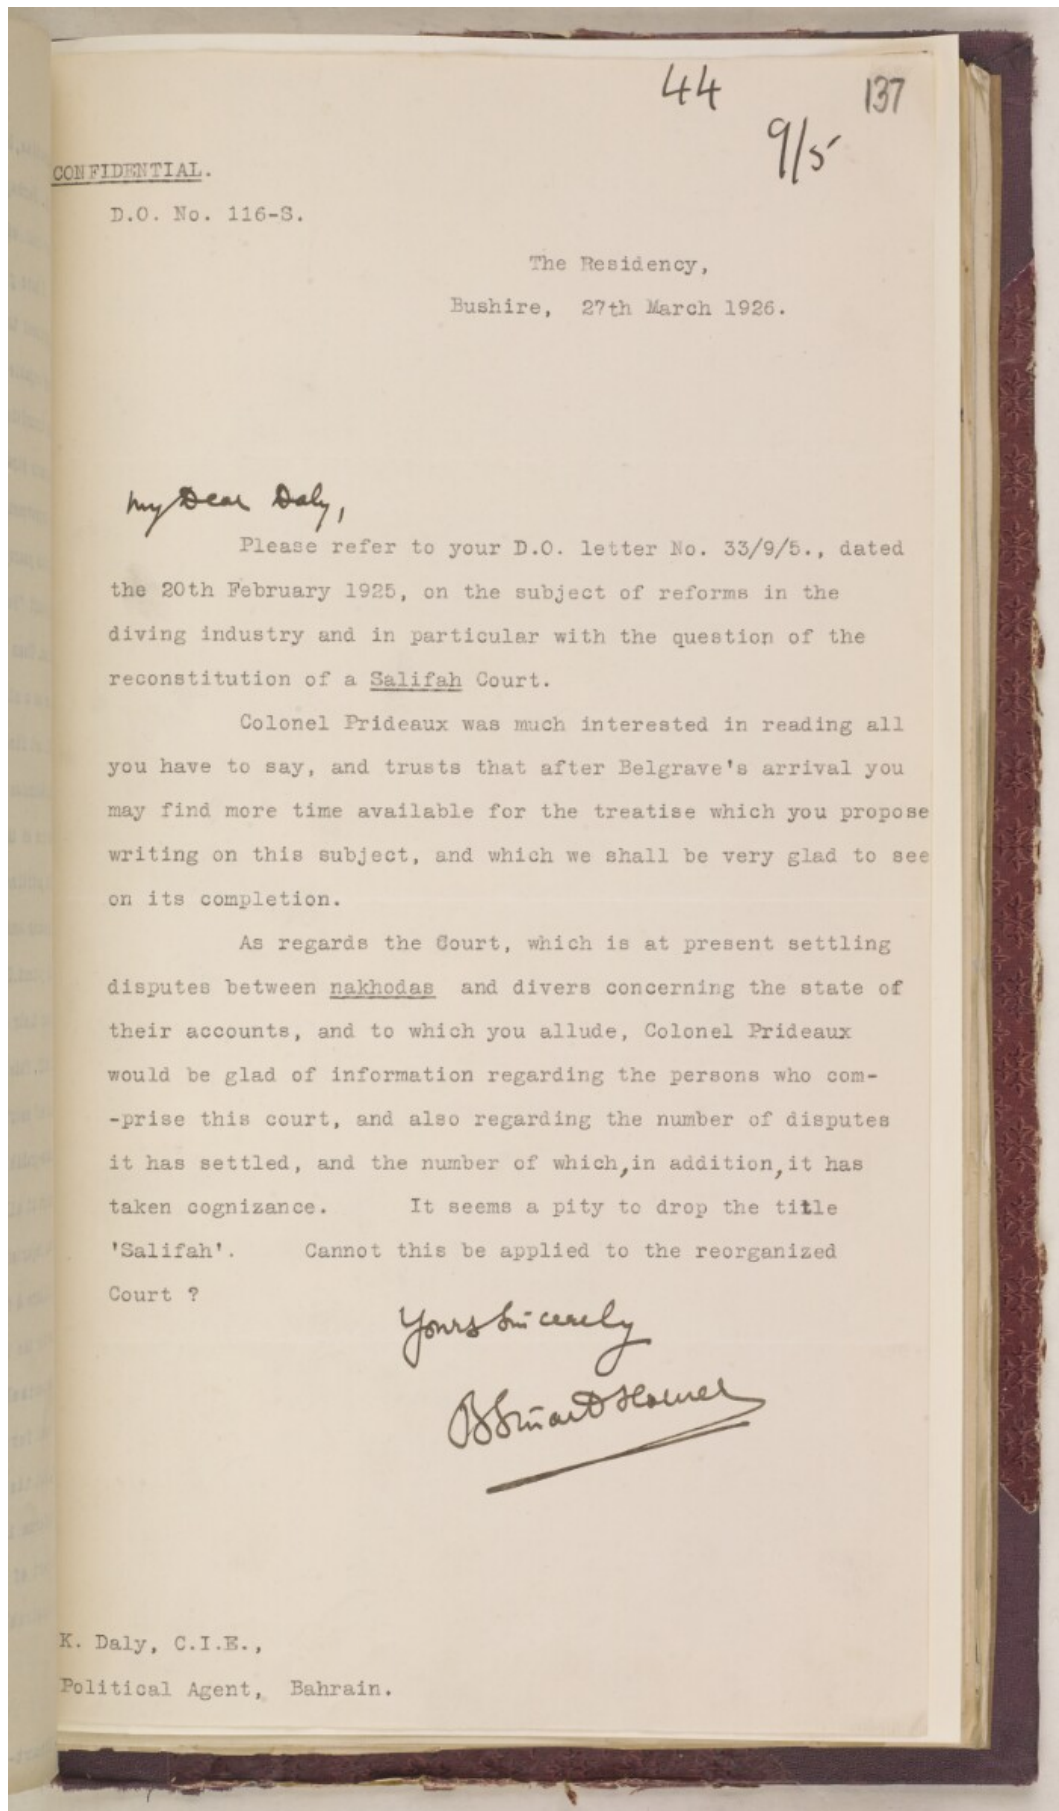 44
137
9/5
CONFIDENTIAL.
D.O. No. 116-S.
The Residency,
Bushire, 27th March 1926.
My Dear Daly,
Please refer to your D.O. letter No. 33/9/5., dated
the 20th February 1925, on the subject of reforms in the
diving industry and in particular with the question of the
reconstitution of a Salifah Court.
Colonel Prideaux was much interested in reading all
you have to say, and trusts that after Belgrave's arrival you
may find more time available for the treatise which you propose
writing on this subject, and which we shall be very glad to see
on its completion.
As regards the Court, which is at present settling
disputes between nakhodas and divers concerning the state of
their accounts, and to which you allude, Colonel Prideaux
would be glad of information regarding the persons who com-
-prise this court, and also regarding the number of disputes
it has settled, and the number of which, in addition, it has
taken cognizance. It seems a pity to drop the title
'Salifah'. Cannot this be applied to the reorganized
Court ?
Yours Sincerely
K. Daly, C.I.E.,
Political Agent, Bahrain.